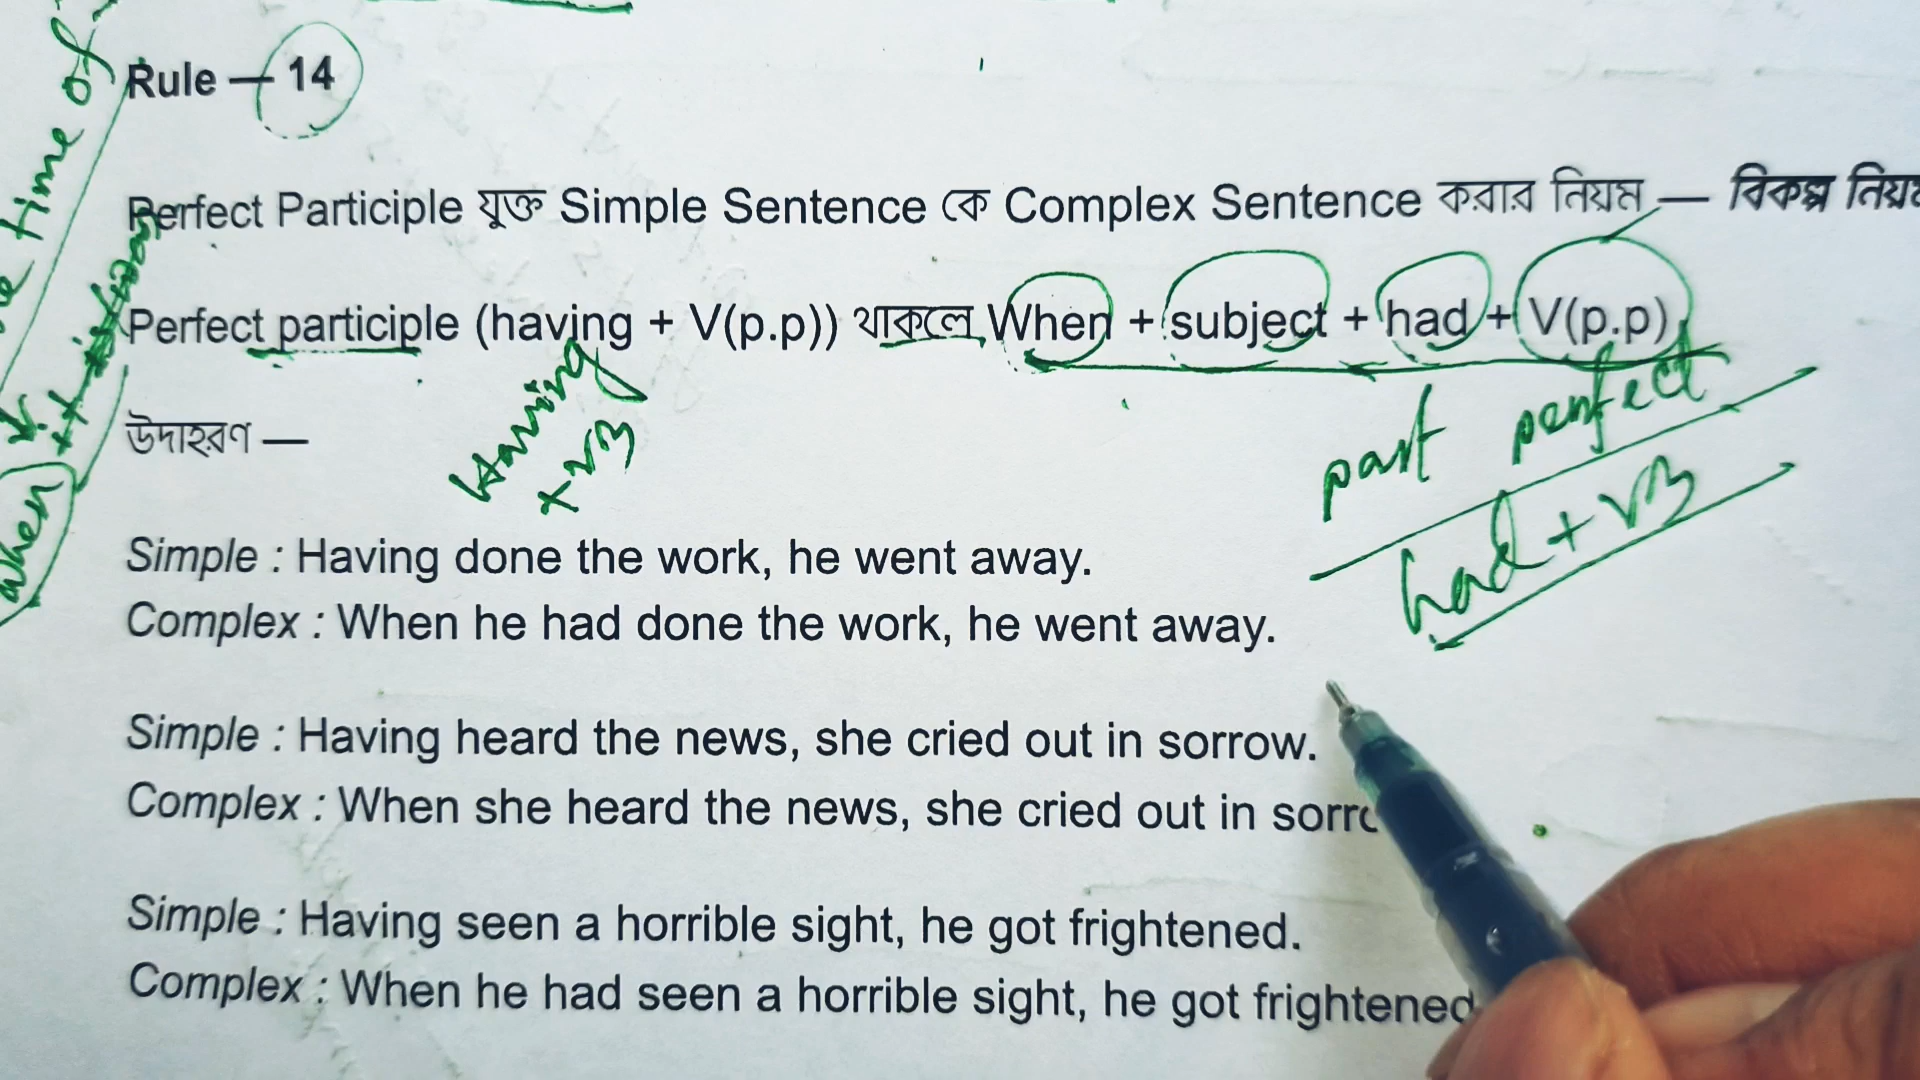 Rule — 14
Perfect Participle যুক্ত Simple Sentence কে Complex Sentence করার নিয়ম — বিকল্প
Perfect participle (having + V(p.p)) থাকলে When + subject + had + V(p.p)
Having
+ v3
past perfect
had + v3
time of
when
উদাহরণ —
Simple : Having done the work, he went away.
Complex : When he had done the work, he went away.
Simple : Having heard the news, she cried out in sorrow.
Complex : When she heard the news, she cried out in
Simple : Having seen a horrible sight, he got frightened.
Complex : When he had seen a horrible sight, he got frightened